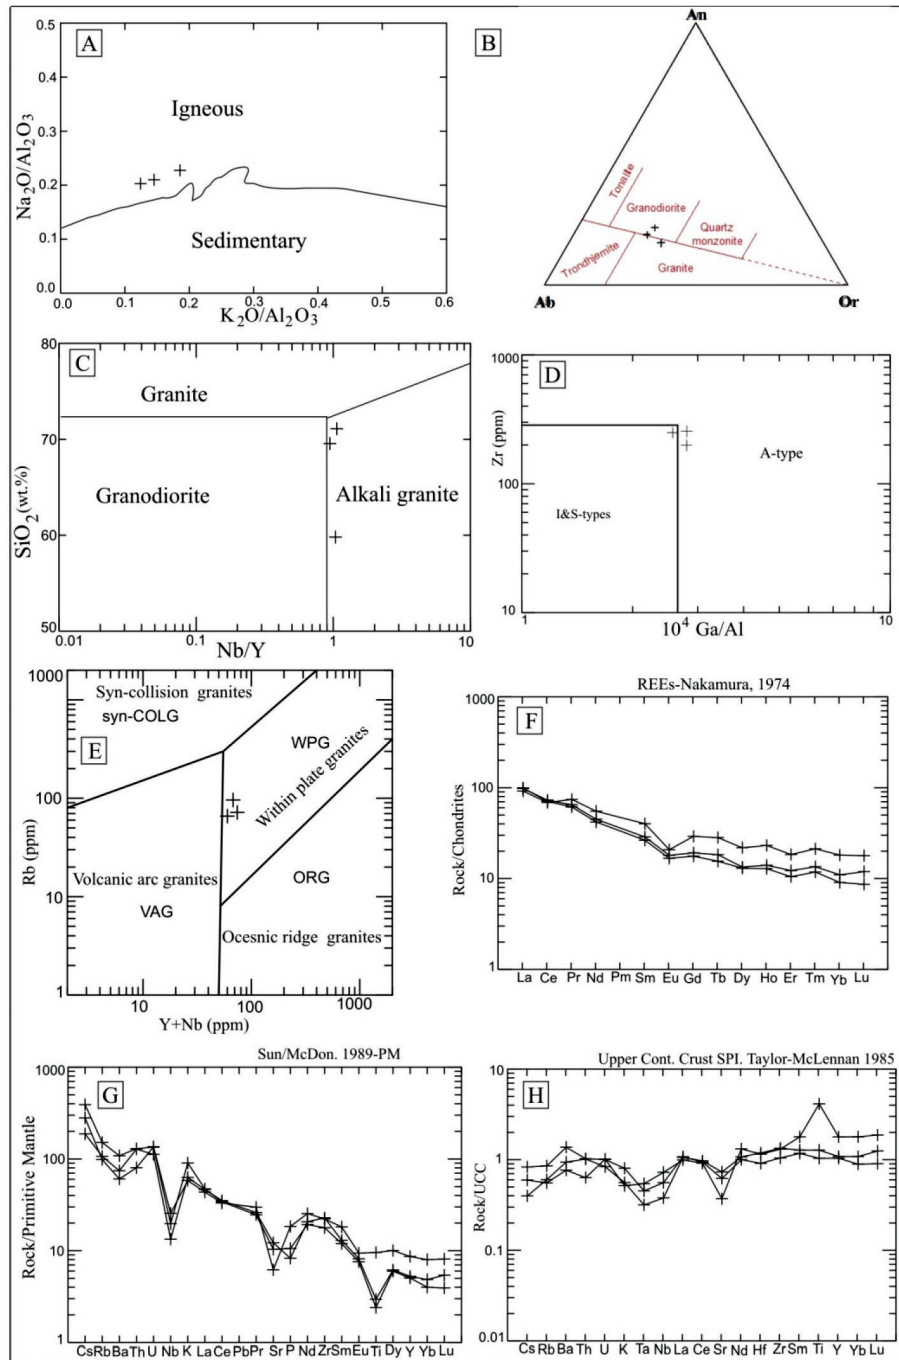 A
Na2O/Al2O3
0.5
0.4
0.3
0.2
0.1
0.0
Igneous
Sedimentary
0.0 0.1 0.2 0.3 0.4 0.5 0.6
K2O/Al2O3
B
An
Tonalite
Granodiorite
Quartz
monzonite
Trondhjemite
Granite
Ab
Or
C
SiO2(wt.%)
80
70
60
50
Granite
Granodiorite
Alkali granite
0.01 0.1 1 10
Nb/Y
D
Zr (ppm)
1000
100
10
A-type
I&S-types
1 10
10⁴ Ga/Al
E
Rb (ppm)
1000
100
10
1
Syn-collision granites
syn-COLG
WPG
Within plate granites
Volcanic arc granites
VAG
ORG
Ocesnic ridge granites
10 100 1000
Y+Nb (ppm)
REEs-Nakamura, 1974
F
Rock/Chondrites
1000
100
10
1
La Ce Pr Nd Pm Sm Eu Gd Tb Dy Ho Er Tm Yb Lu
Sun/McDon. 1989-PM
G
Rock/Primitive Mantle
1000
100
10
1
Cs Rb Ba Th U Nb K La Ce Pb Pr Sr P Nd Zr Sm Eu Ti Dy Y Yb Lu
Upper Cont. Crust SPI. Taylor-McLennan 1985
H
Rock/UCC
10
1
0.1
0.01
Cs Rb Ba Th U K Ta Nb La Ce Sr Nd Hf Zr Sm Ti Y Yb Lu